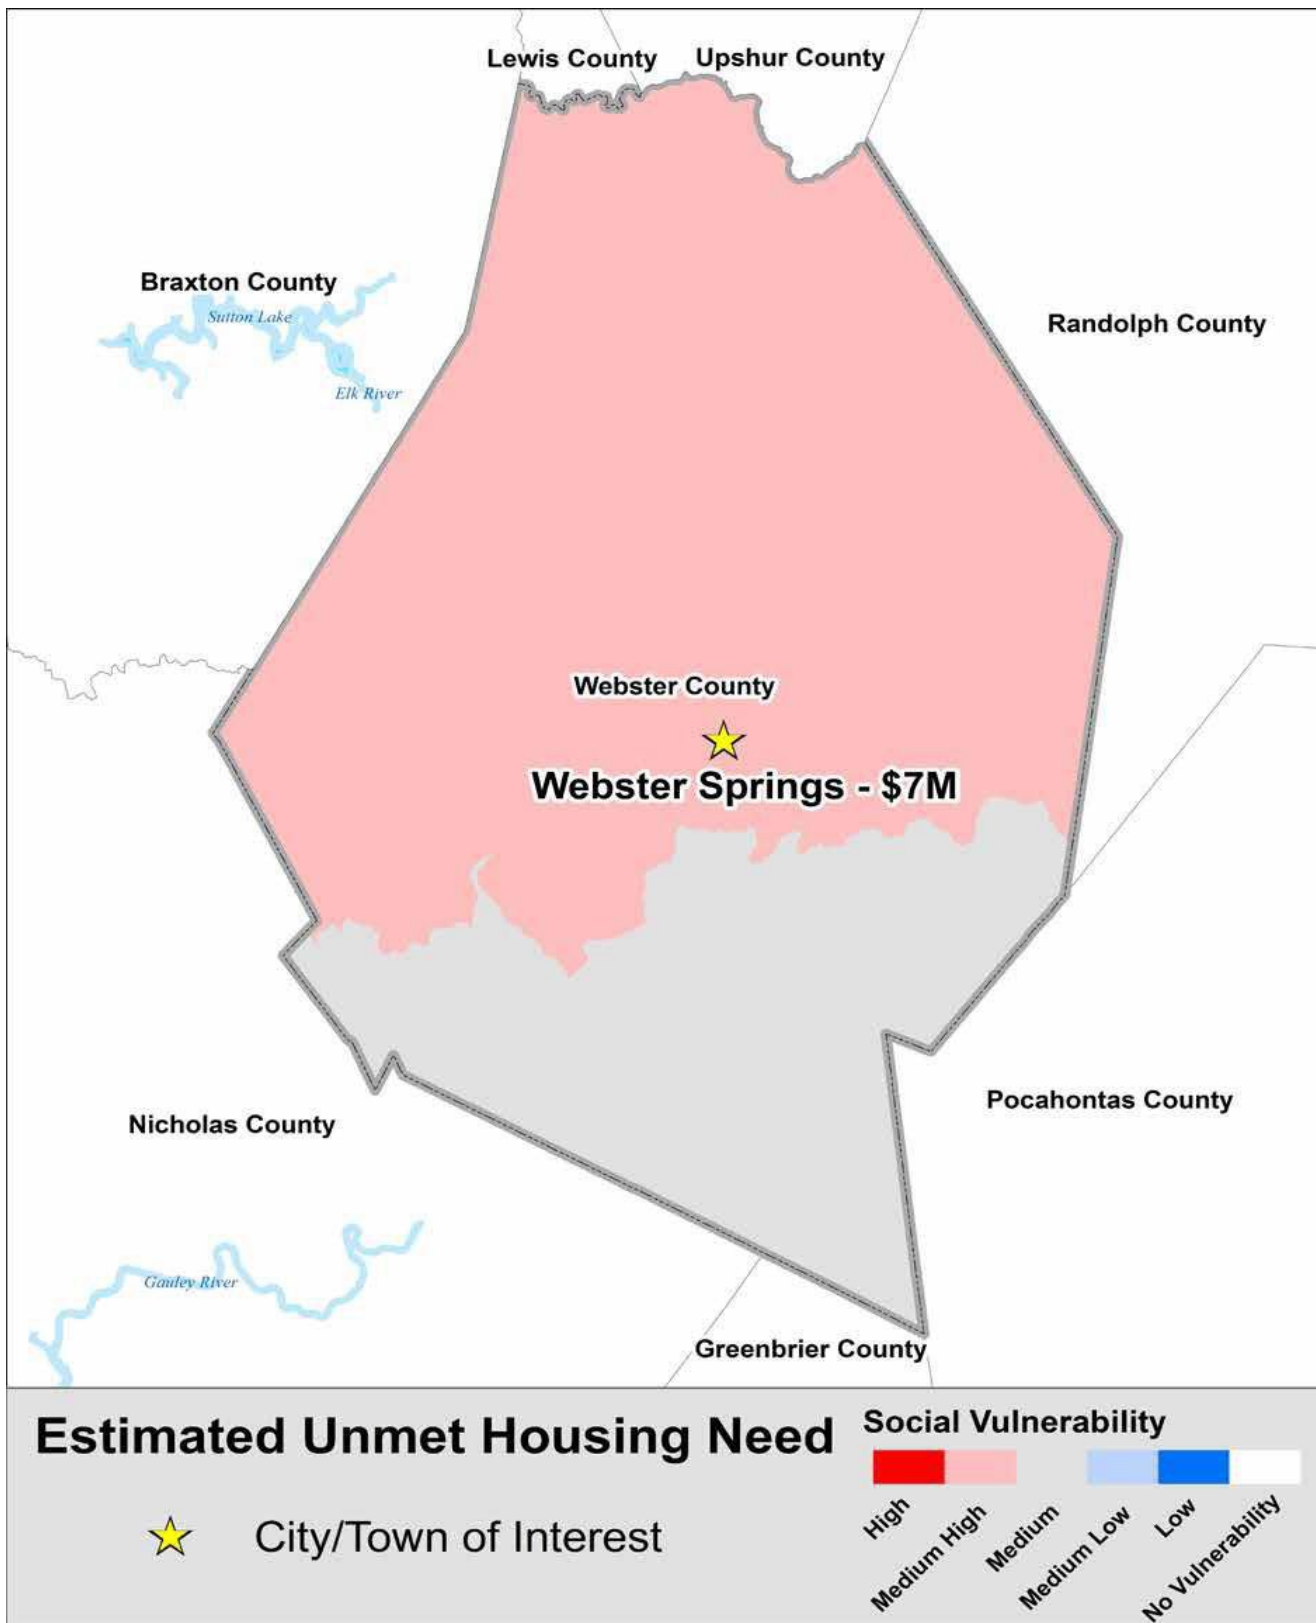 Lewis County
Upshur County
Braxton County
Sutton Lake
Elk River
Randolph County
Webster County
Webster Springs - $7M
Pocahontas County
Nicholas County
Gauley River
Greenbrier County
Estimated Unmet Housing Need
City/Town of Interest
Social Vulnerability
High
Medium High
Medium
Medium Low
Low
No Vulnerability